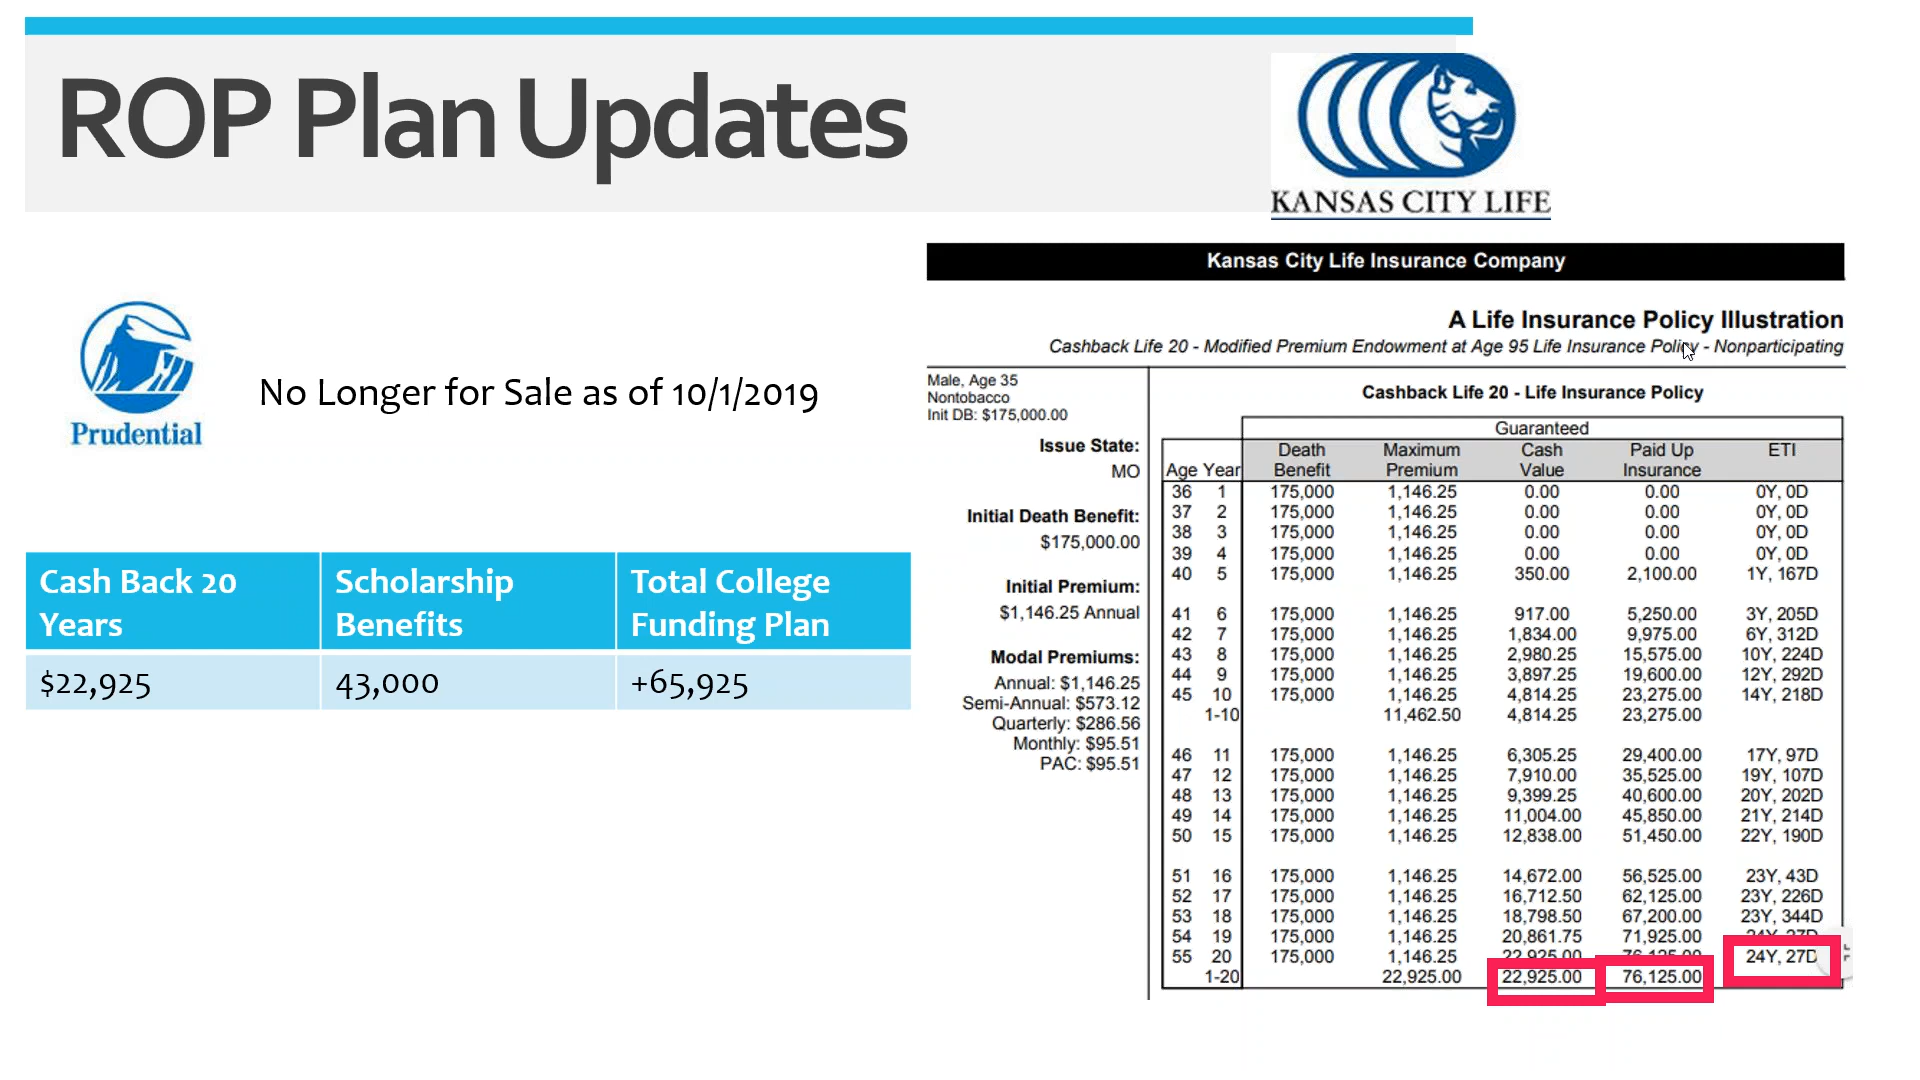 ROP Plan Updates
KANSAS CITY LIFE
Prudential
No Longer for Sale as of 10/1/2019
Cash Back 20 Years
Scholarship Benefits
Total College Funding Plan
$22,925 43,000 +65,925
Kansas City Life Insurance Company
A Life Insurance Policy Illustration
Cashback Life 20 - Modified Premium Endowment at Age 95 Life Insurance Policy - Nonparticipating
Male, Age 35
Nontobacco
Init DB: $175,000.00
Issue State:
MO
Initial Death Benefit:
$175,000.00
Initial Premium:
$1,146.25 Annual
Modal Premiums:
Annual: $1,146.25
Semi-Annual: $573.12
Quarterly: $286.56
Monthly: $95.51
PAC: $95.51
Cashback Life 20 - Life Insurance Policy
Guaranteed
Death Maximum Cash Paid Up ETI
Age Year Benefit Premium Value Insurance
36 1 175,000 1,146.25 0.00 0.00 0Y, 0D
37 2 175,000 1,146.25 0.00 0.00 0Y, 0D
38 3 175,000 1,146.25 0.00 0.00 0Y, 0D
39 4 175,000 1,146.25 0.00 0.00 0Y, 0D
40 5 175,000 1,146.25 350.00 2,100.00 1Y, 167D
41 6 175,000 1,146.25 917.00 5,250.00 3Y, 205D
42 7 175,000 1,146.25 1,834.00 9,975.00 6Y, 312D
43 8 175,000 1,146.25 2,980.25 15,575.00 10Y, 224D
44 9 175,000 1,146.25 3,897.25 19,600.00 12Y, 292D
45 10 175,000 1,146.25 4,814.25 23,275.00 14Y, 218D
1-10 11,462.50 4,814.25 23,275.00
46 11 175,000 1,146.25 6,305.25 29,400.00 17Y, 97D
47 12 175,000 1,146.25 7,910.00 35,525.00 19Y, 107D
48 13 175,000 1,146.25 9,399.25 40,600.00 20Y, 202D
49 14 175,000 1,146.25 11,004.00 45,850.00 21Y, 214D
50 15 175,000 1,146.25 12,838.00 51,450.00 22Y, 190D
51 16 175,000 1,146.25 14,672.00 56,525.00 23Y, 43D
52 17 175,000 1,146.25 16,712.50 62,125.00 23Y, 226D
53 18 175,000 1,146.25 18,798.50 67,200.00 23Y, 344D
54 19 175,000 1,146.25 20,861.75 71,925.00
55 20 175,000 1,146.25 22,925.00 76,125.00 24Y, 27D
1-20 22,925.00 22,925.00 76,125.00